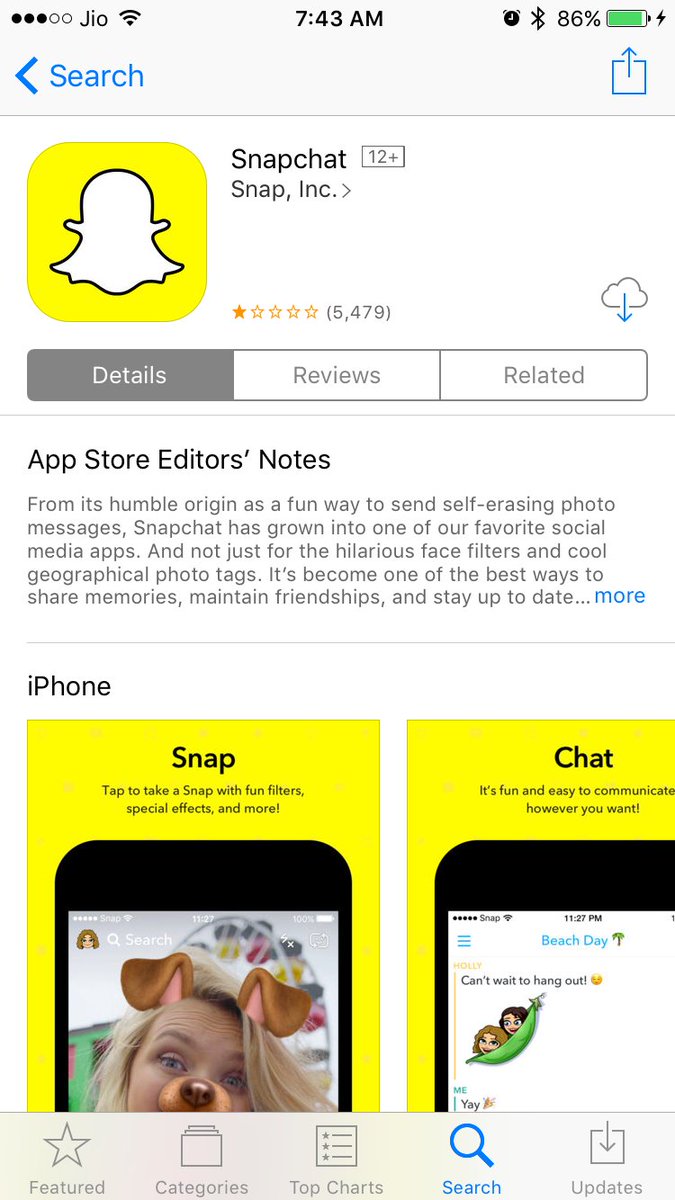 Jio 7:43 AM 86%
Search
Snapchat 12+
Snap, Inc. >
(5,479)
Details Reviews Related
App Store Editors’ Notes
From its humble origin as a fun way to send self-erasing photo
messages, Snapchat has grown into one of our favorite social
media apps. And not just for the hilarious face filters and cool
geographical photo tags. It’s become one of the best ways to
share memories, maintain friendships, and stay up to date... more
iPhone
Snap
Tap to take a Snap with fun filters,
special effects, and more!
Snap 11:27 100%
Search
Chat
It’s fun and easy to communicate
however you want!
Snap 11:27 PM 1
Beach Day 🌴
HOLLY
Can’t wait to hang out! 😊
ME
Yay 🎉
Featured Categories Top Charts Search Updates